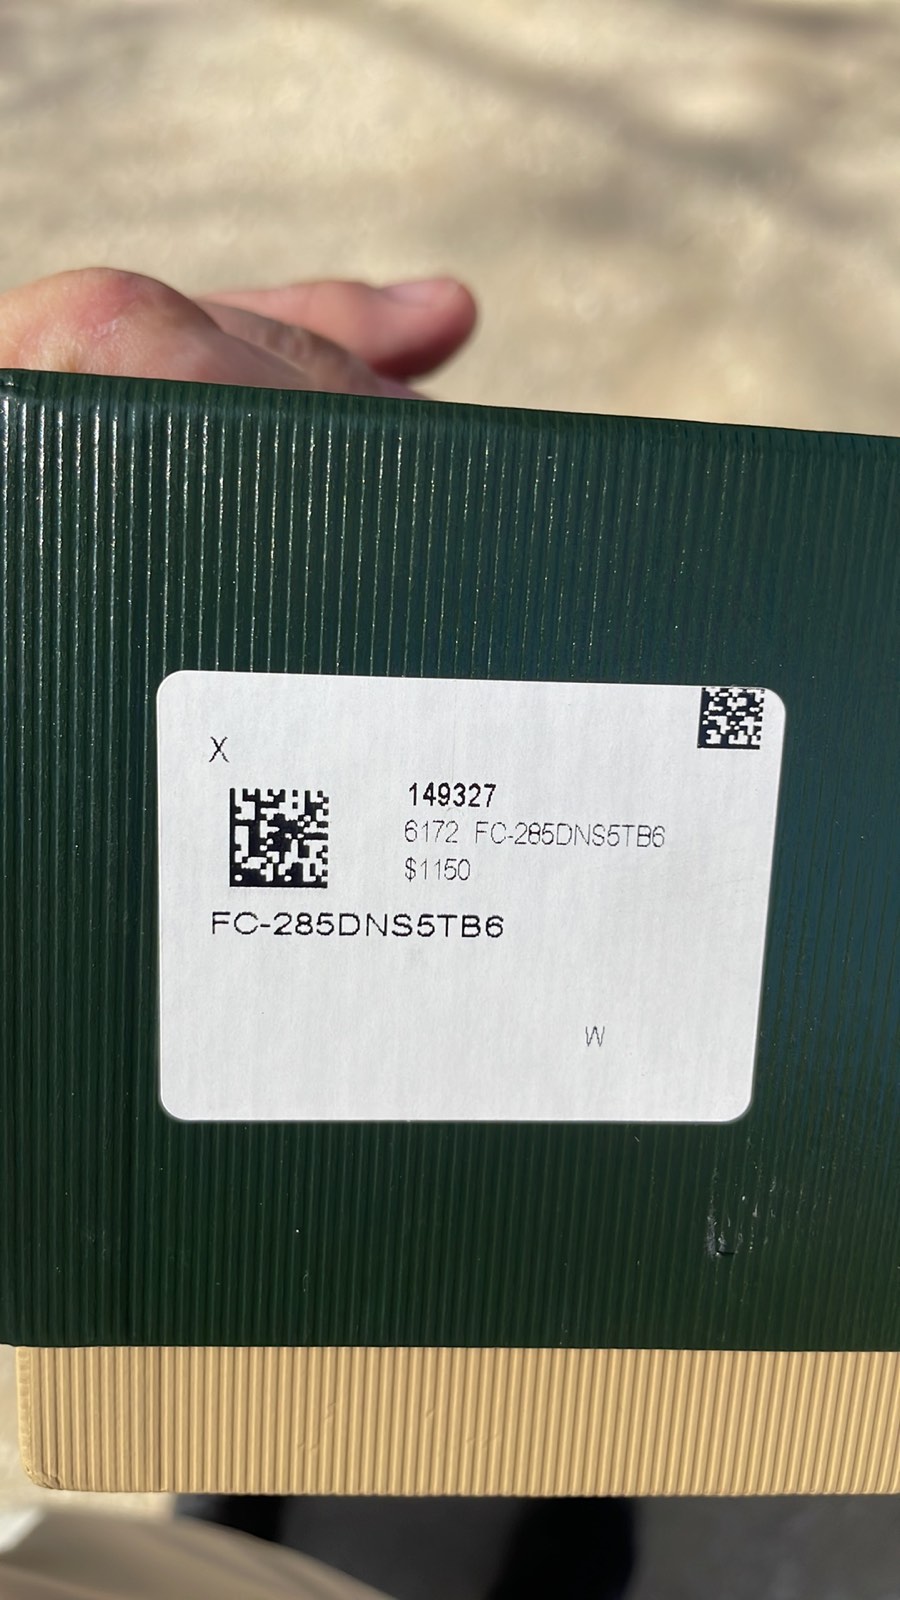 X
149327
6172 FC-285DNS5TB6
$1150
FC-285DNS5TB6
W